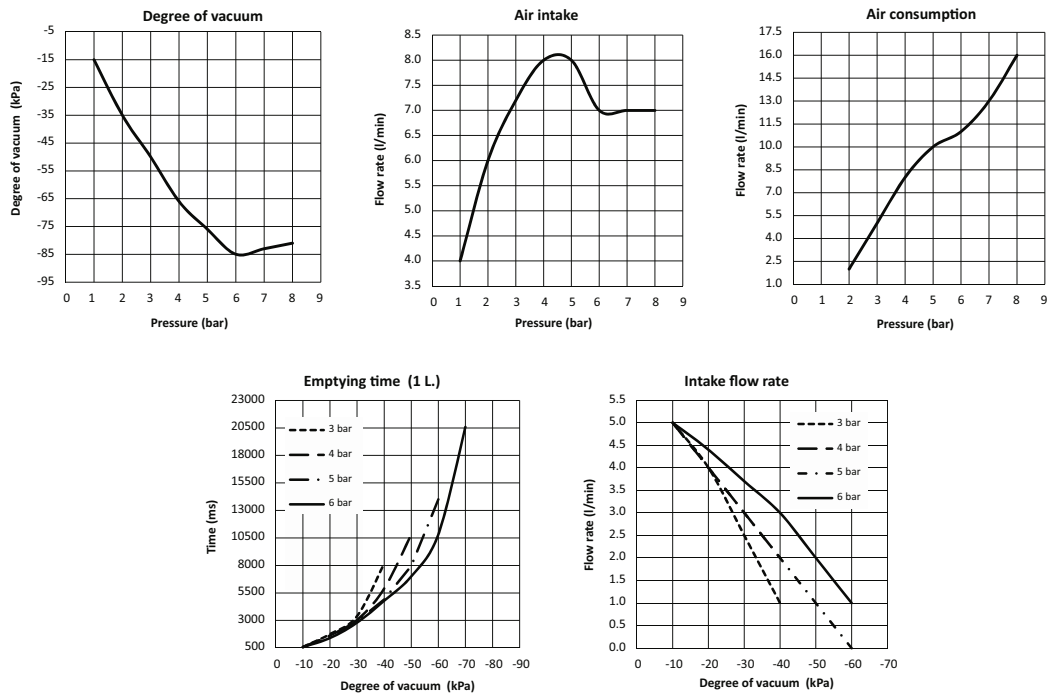 Degree of vacuum
Degree of vacuum (kPa)
-5
-15
-25
-35
-45
-55
-65
-75
-85
-95
0 1 2 3 4 5 6 7 8 9
Pressure (bar)
Air intake
Flow rate (l/min)
8.5
8.0
7.5
7.0
6.5
6.0
5.5
5.0
4.5
4.0
3.5
0 1 2 3 4 5 6 7 8 9
Pressure (bar)
Air consumption
Flow rate (l/min)
17.5
16.0
14.5
13.0
11.5
10.0
8.5
7.0
5.5
4.0
2.5
1.0
0 1 2 3 4 5 6 7 8 9
Pressure (bar)
Emptying time (1 L.)
Time (ms)
23000
20500
18000
15500
13000
10500
8000
5500
3000
500
3 bar
4 bar
5 bar
6 bar
0 -10 -20 -30 -40 -50 -60 -70 -80 -90
Degree of vacuum (kPa)
Intake flow rate
Flow rate (l/min)
5.5
5.0
4.5
4.0
3.5
3.0
2.5
2.0
1.5
1.0
0.5
0.0
3 bar
4 bar
5 bar
6 bar
0 -10 -20 -30 -40 -50 -60 -70
Degree of vacuum (kPa)